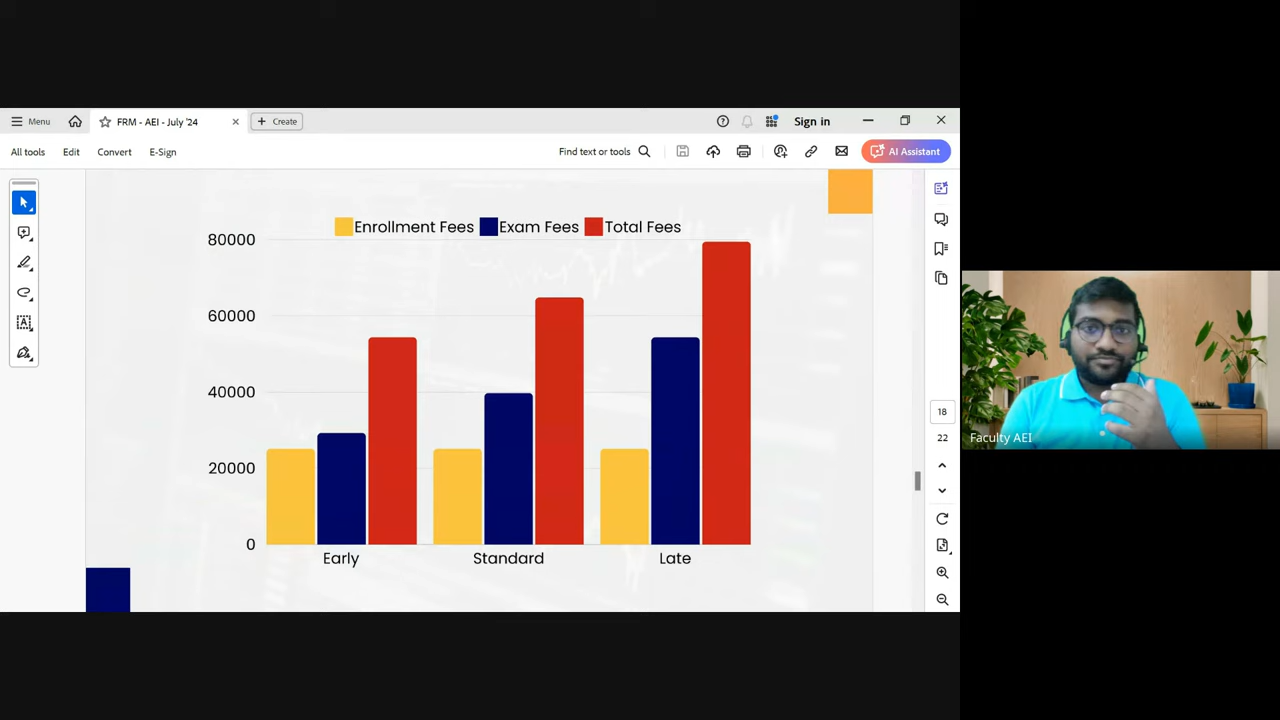 Menu
FRM - AEI - July '24
Create
Sign in
All tools
Edit
Convert
E-Sign
Find text or tools
AI Assistant
Enrollment Fees
Exam Fees
Total Fees
80000
60000
40000
20000
0
Early
Standard
Late
18
22
Faculty AEI